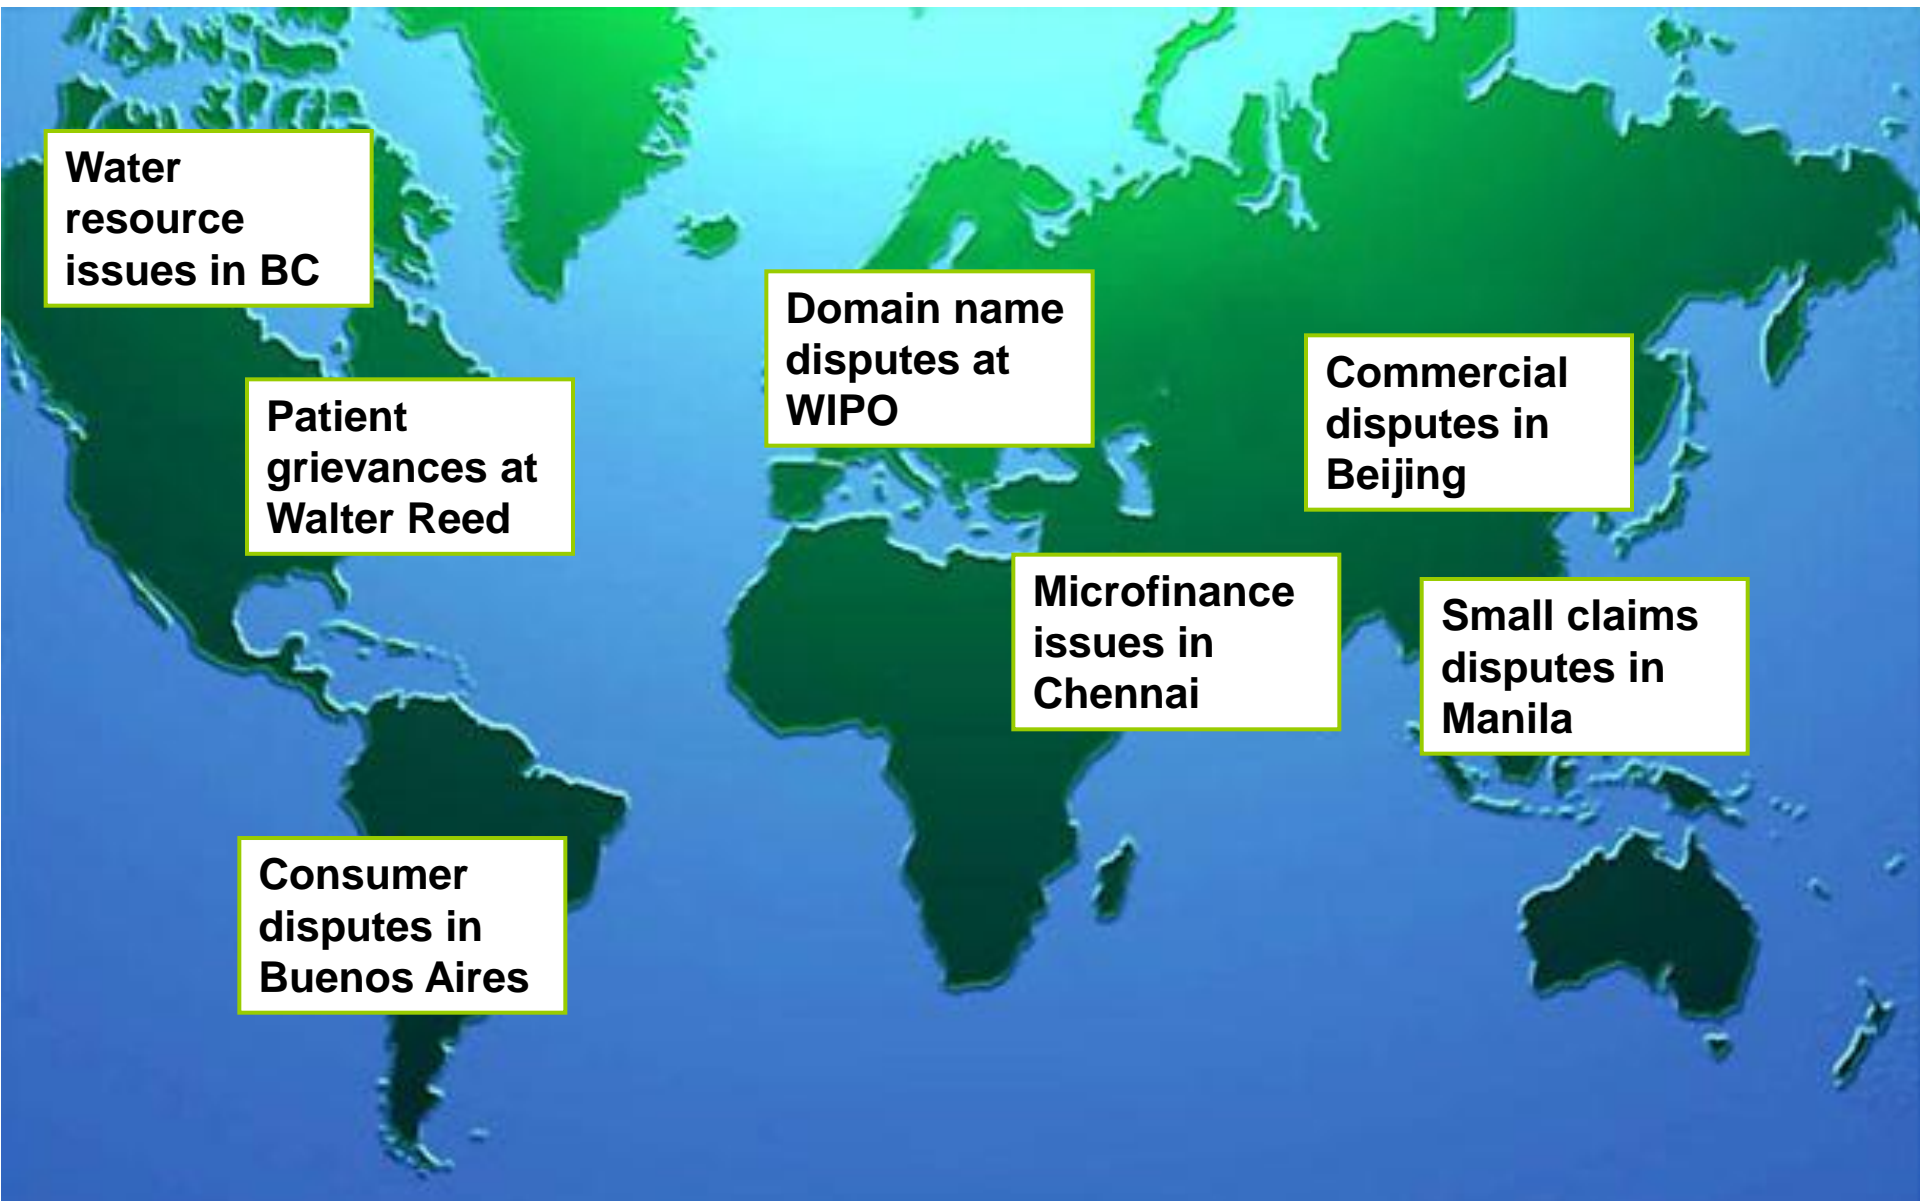 Water
resource
issues in BC
Domain name
disputes at
WIPO
Commercial
disputes in
Beijing
Patient
grievances at
Walter Reed
Microfinance
issues in
Chennai
Small claims
disputes in
Manila
Consumer
disputes in
Buenos Aires